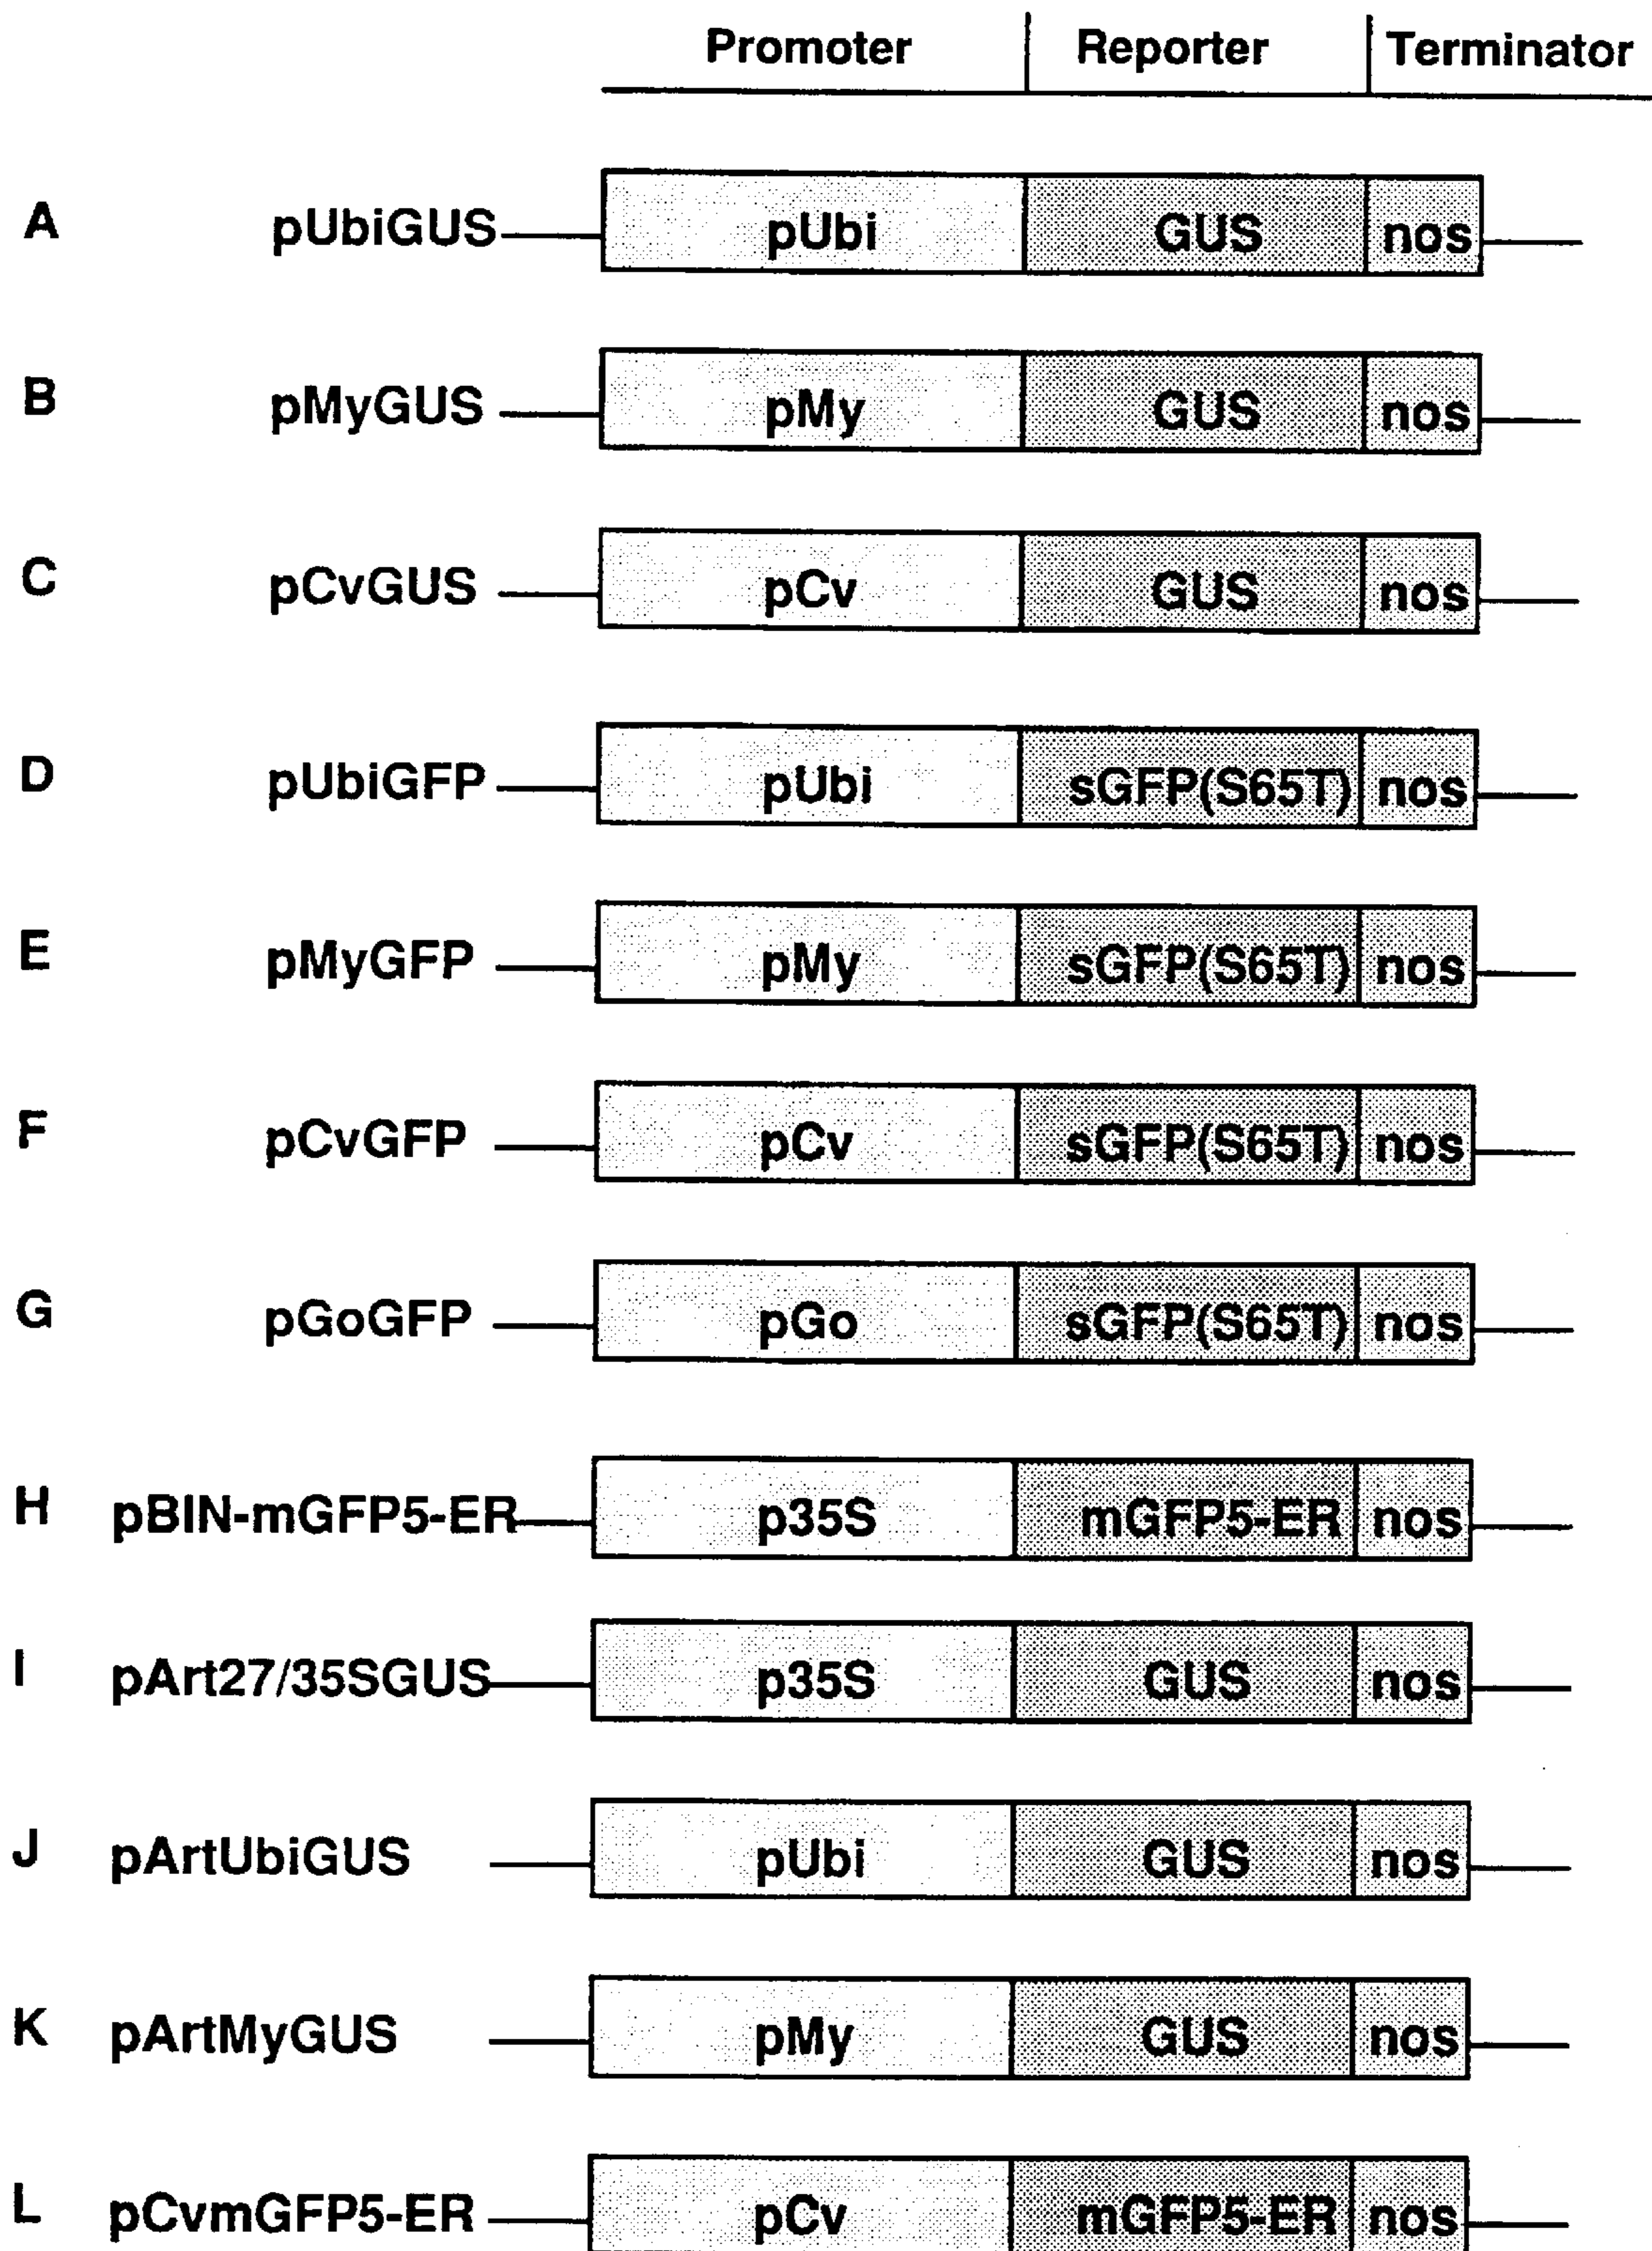 Promoter Reporter Terminator
A pUbiGUS pUbi GUS nos
B pMyGUS pMy GUS nos
C pCvGUS pCv GUS nos
D pUbiGFP pUbi sGFP(S65T) nos
E pMyGFP pMy sGFP(S65T) nos
F pCvGFP pCv sGFP(S65T) nos
G pGoGFP pGo sGFP(S65T) nos
H pBIN-mGFP5-ER p35S mGFP5-ER nos
I pArt27/35SGUS p35S GUS nos
J pArtUbiGUS pUbi GUS nos
K pArtMyGUS pMy GUS nos
L pCvmGFP5-ER pCv mGFP5-ER nos